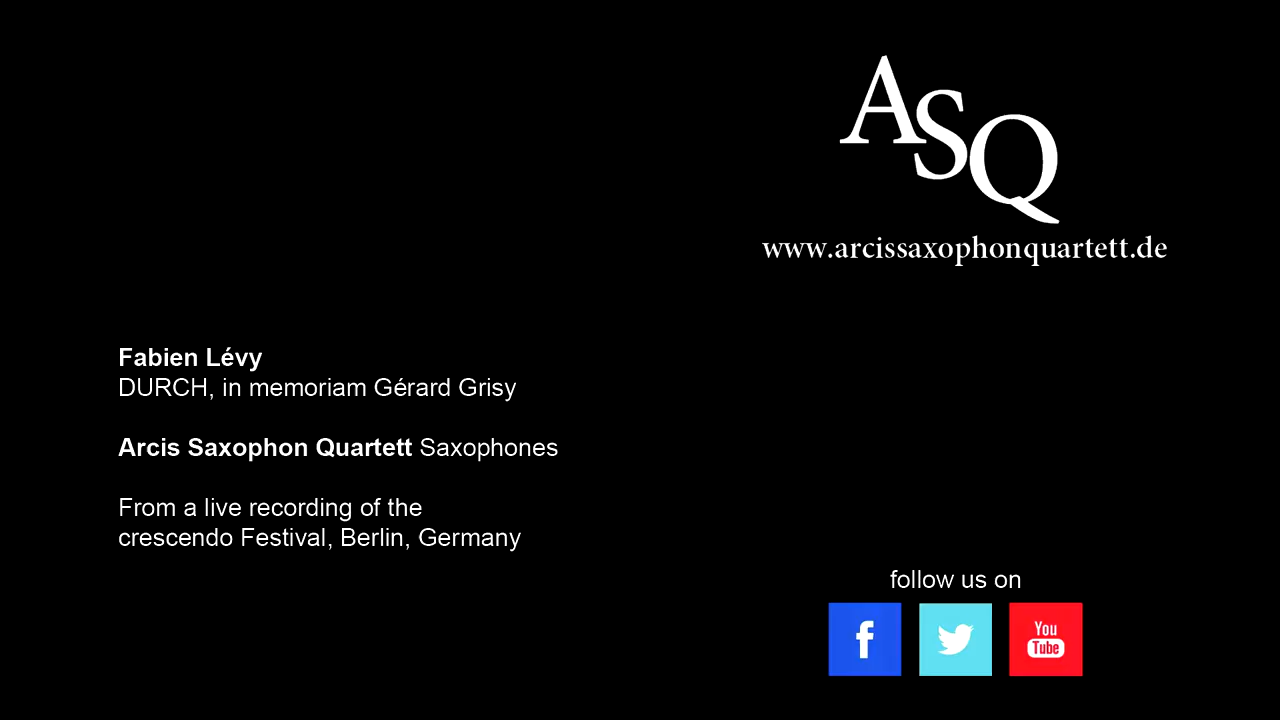 ASQ
www.arcissaxophonquartett.de
Fabien Lévy
DURCH, in memoriam Gérard Grisy
Arcis Saxophon Quartett Saxophones
From a live recording of the
crescendo Festival, Berlin, Germany
follow us on
f
You
Tube